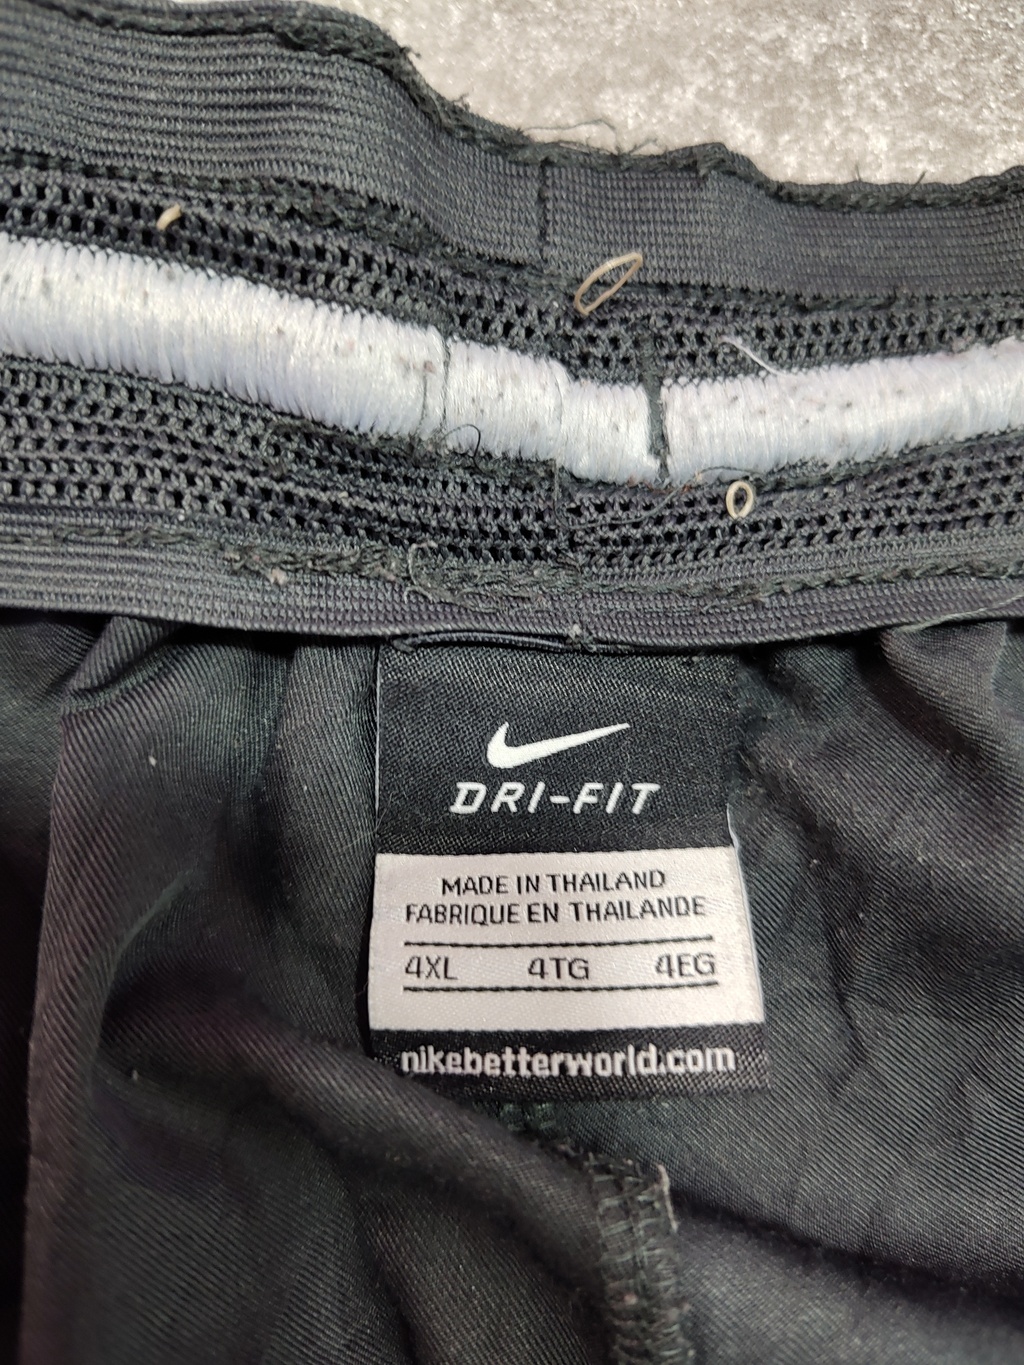 DRI-FIT
MADE IN THAILAND
FABRIQUE EN THAILANDE
4XL 4TG 4EG
nikebetterworld.com